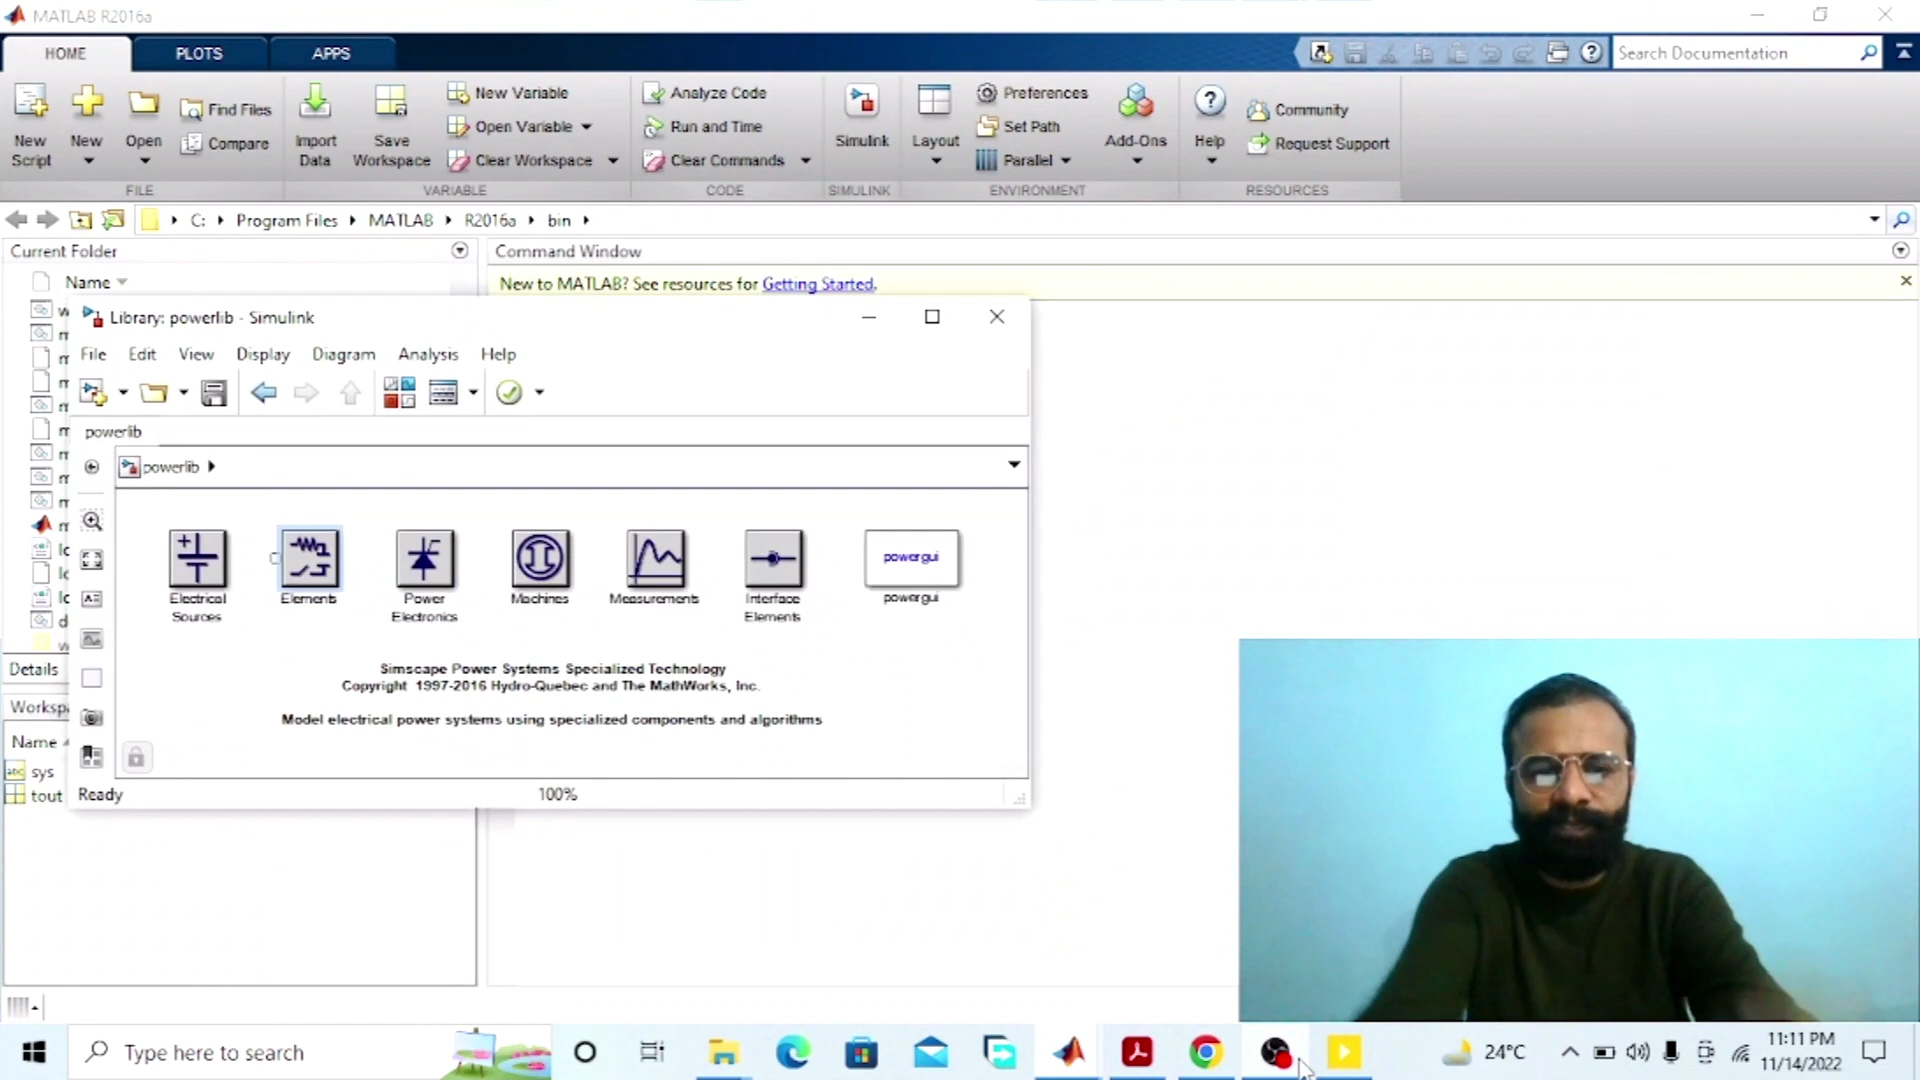 MATLAB R2016a
HOME
PLOTS
APPS
Search Documentation
New Script
New
Open
Find Files
Compare
Import Data
Save Workspace
New Variable
Open Variable
Clear Workspace
Analyze Code
Run and Time
Clear Commands
Simulink
Layout
Preferences
Set Path
Parallel
Add-Ons
Help
Community
Request Support
FILE
VARIABLE
CODE
SIMULINK
ENVIRONMENT
RESOURCES
C: Program Files MATLAB R2016a bin
Current Folder
Command Window
Name
New to MATLAB? See resources for Getting Started.
Library: powerlib - Simulink
File Edit View Display Diagram Analysis Help
powerlib
powerlib
Electrical Sources
Elements
Power Electronics
Machines
Measurements
Interface Elements
powergui
powergui
Simscape Power Systems Specialized Technology
Copyright 1997-2016 Hydro-Quebec and The MathWorks, Inc.
Model electrical power systems using specialized components and algorithms
Ready
100%
Details
Worksp
Name
sys
tout
Type here to search
24°C
11:11 PM
11/14/2022